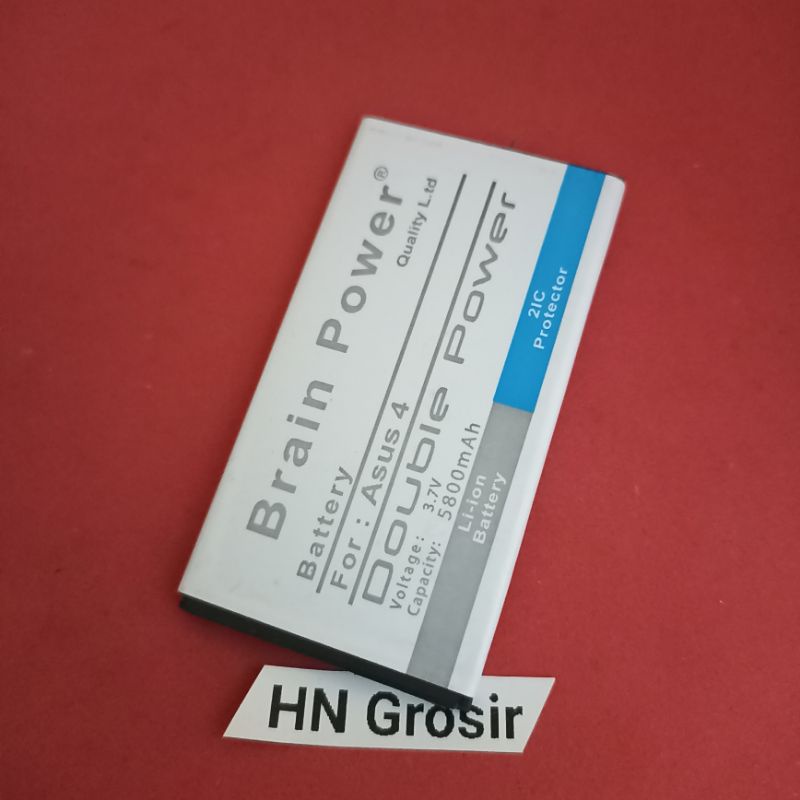 Brain Power®
Quality L.td
Battery
For : Asus 4
Double Power
Voltage: 3.7V
Capacity: 5800mAh
2IC
Protector
Li-ion
Battery
HN Grosir